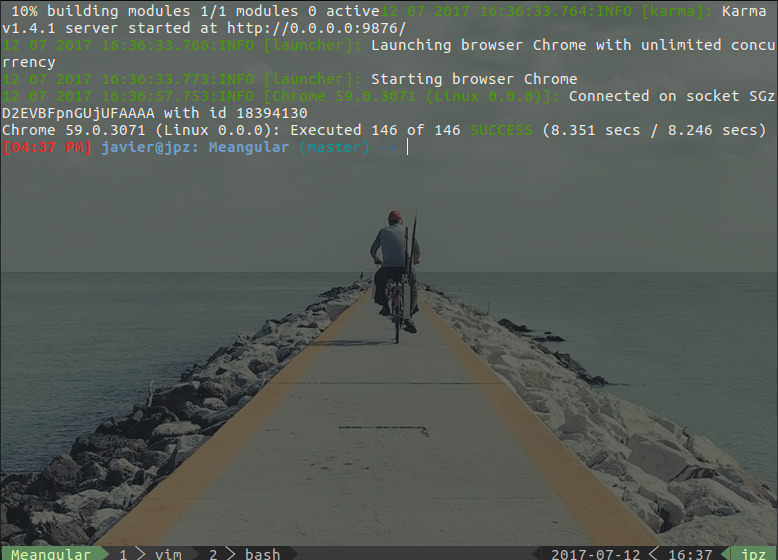 10% building modules 1/1 modules 0 active12 07 2017 16:36:33.764:INFO [karma]: Karma
v1.4.1 server started at http://0.0.0.0:9876/
12 07 2017 16:36:33.766:INFO [launcher]: Launching browser Chrome with unlimited concu
rrency
12 07 2017 16:36:33.773:INFO [launcher]: Starting browser Chrome
12 07 2017 16:36:57.753:INFO [Chrome 59.0.3071 (Linux 0.0.0)]: Connected on socket SGz
D2EVBFpnGUjUFAAAA with id 18394130
Chrome 59.0.3071 (Linux 0.0.0): Executed 146 of 146 SUCCESS (8.351 secs / 8.246 secs)
[04:37 PM] javier@jpz: Meangular (master)
Meangular 1 > vim 2 > bash 2017-07-12 < 16:37 jpz